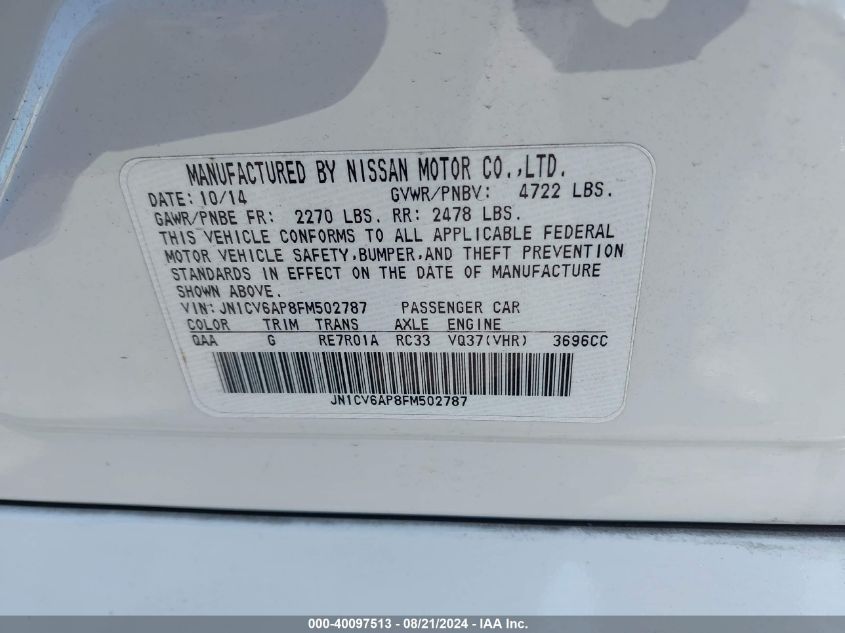 MANUFACTURED BY NISSAN MOTOR CO.,LTD.
DATE: 10/14 GVWR/PNBV: 4722 LBS.
GAWR/PNBE FR: 2270 LBS. RR: 2478 LBS.
THIS VEHICLE CONFORMS TO ALL APPLICABLE FEDERAL
MOTOR VEHICLE SAFETY,BUMPER,AND THEFT PREVENTION
STANDARDS IN EFFECT ON THE DATE OF MANUFACTURE
SHOWN ABOVE.
VIN: JN1CV6AP8FM502787 PASSENGER CAR
COLOR TRIM TRANS AXLE ENGINE
QAA G RE7R01A RC33 VQ37(VHR) 3696CC
JN1CV6AP8FM502787
000-40097513 - 08/21/2024 - IAA Inc.